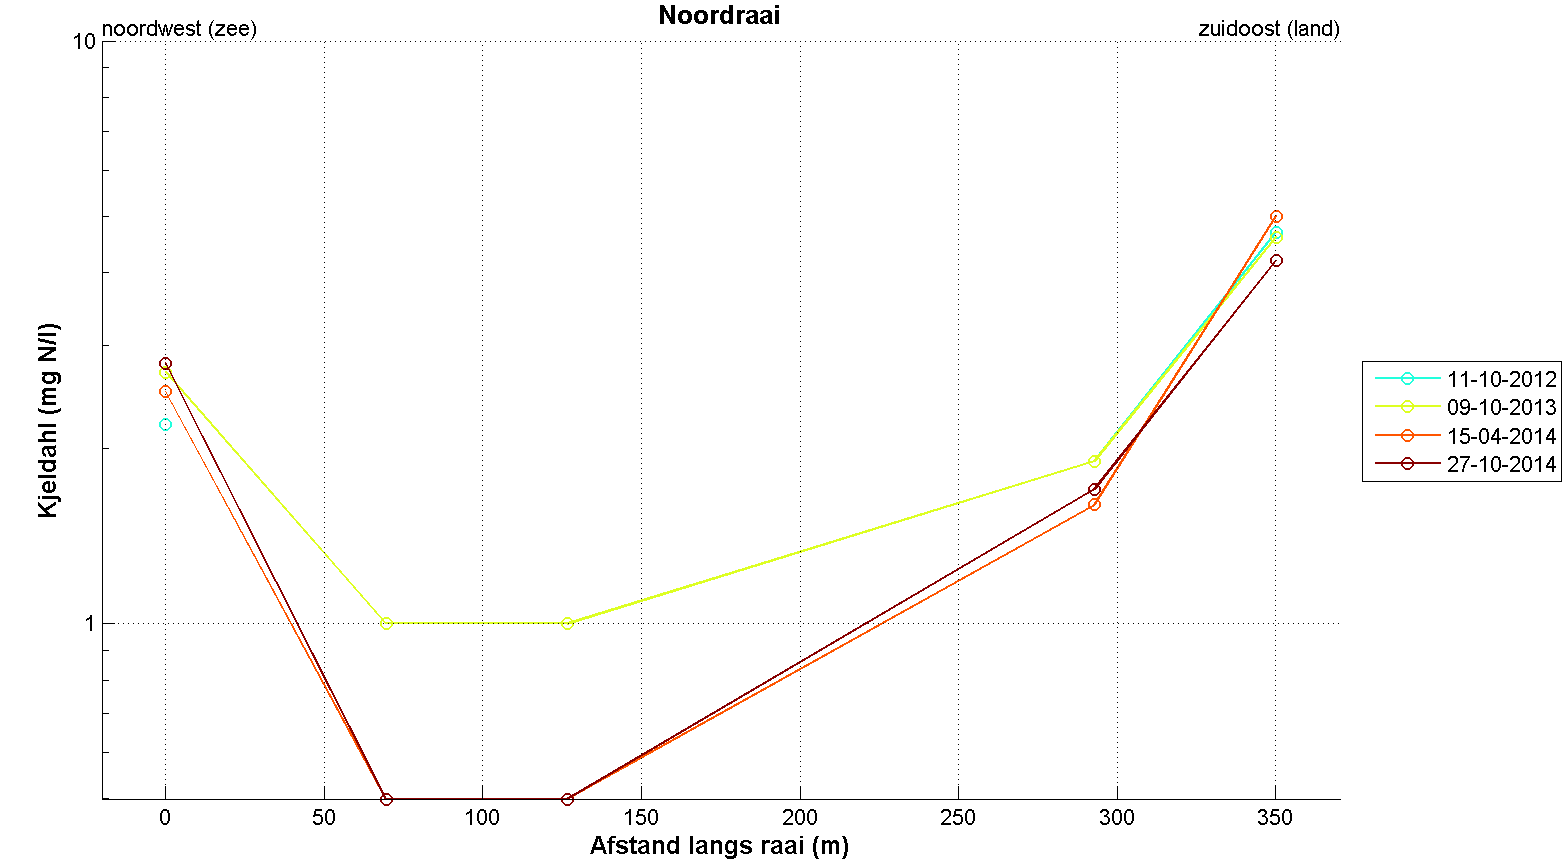 Noordraai
noordwest (zee)
zuidoost (land)
10
1
Kjeldahl (mg N/l)
0 50 100 150 200 250 300 350
Afstand langs raai (m)
11-10-2012
09-10-2013
15-04-2014
27-10-2014